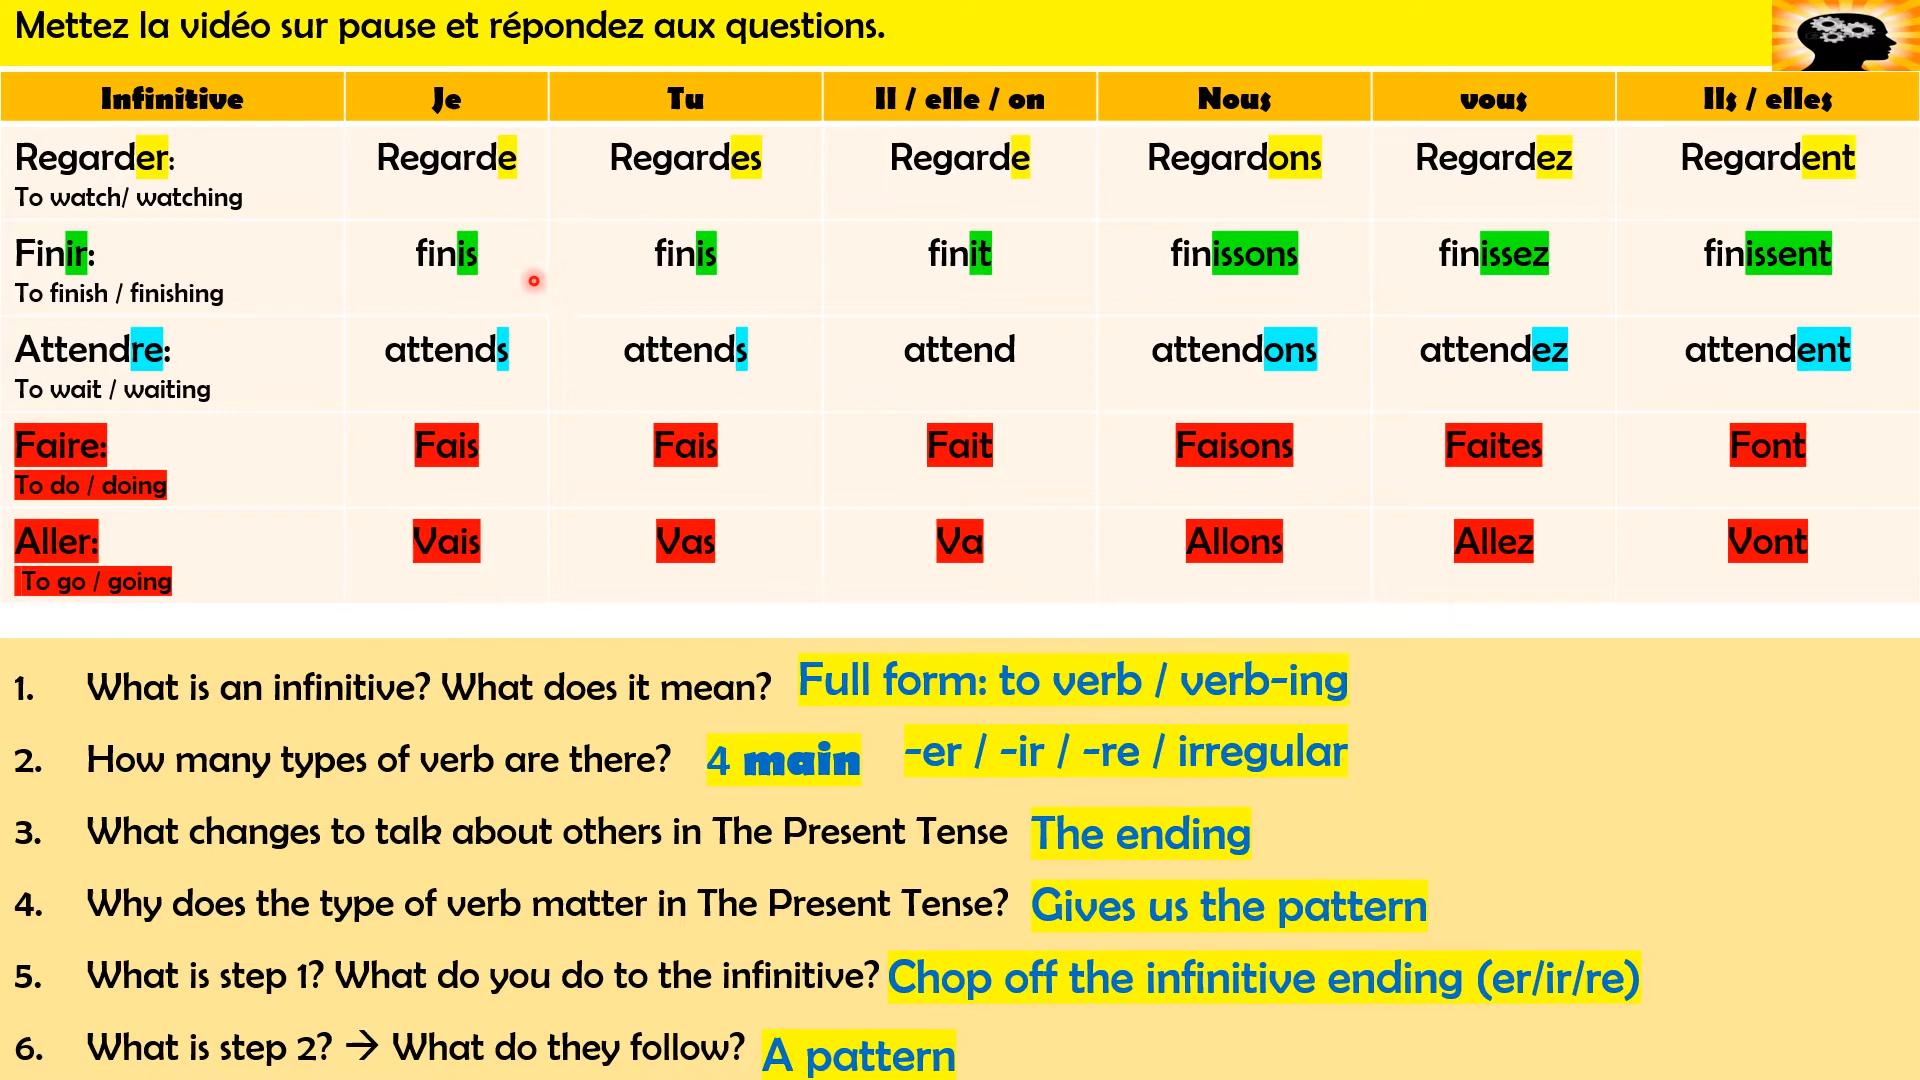 Mettez la vidéo sur pause et répondez aux questions.
Infinitive Je Tu Il / elle / on Nous vous Ils / elles
Regarder: Regarde Regardes Regarde Regardons Regardez Regardent
To watch/ watching
Finir: finis finis finit finissons finissez finissent
To finish / finishing
Attendre: attends attends attend attendons attendez attendent
To wait / waiting
Faire: Fais Fais Fait Faisons Faites Font
To do / doing
Aller: Vais Vas Va Allons Allez Vont
To go / going
1. What is an infinitive? What does it mean? Full form: to verb / verb-ing
2. How many types of verb are there? 4 main -er / -ir / -re / irregular
3. What changes to talk about others in The Present Tense The ending
4. Why does the type of verb matter in The Present Tense? Gives us the pattern
5. What is step 1? What do you do to the infinitive? Chop off the infinitive ending (er/ir/re)
6. What is step 2? → What do they follow? A pattern